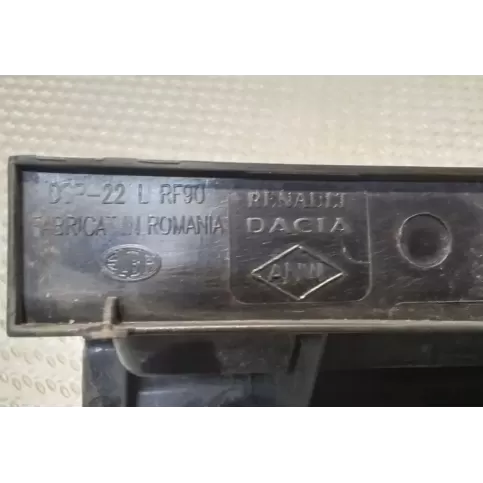 -22 L RF90
FABRICAT IN ROMANIA
RENAULT
DACIA